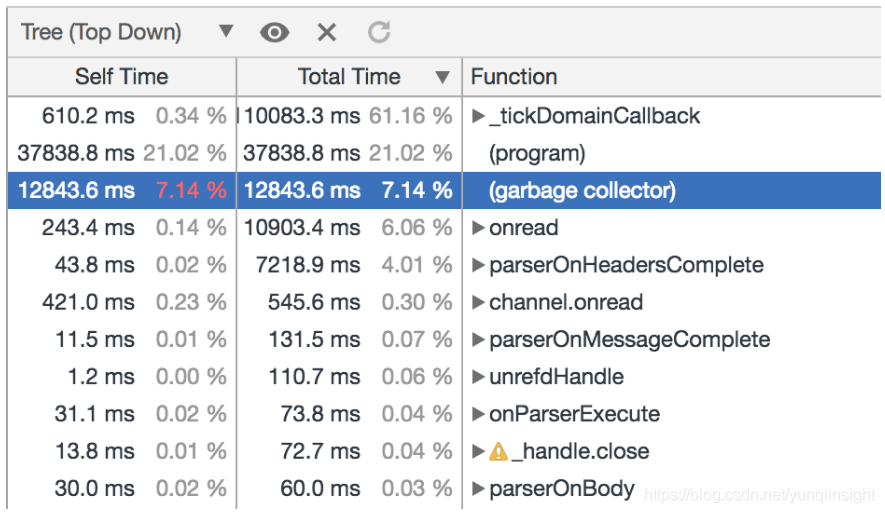 Tree (Top Down)
Self Time Total Time Function
610.2 ms 0.34 % 110083.3 ms 61.16 % _tickDomainCallback
37838.8 ms 21.02 % 37838.8 ms 21.02 % (program)
12843.6 ms 7.14 % 12843.6 ms 7.14 % (garbage collector)
243.4 ms 0.14 % 10903.4 ms 6.06 % onread
43.8 ms 0.02 % 7218.9 ms 4.01 % parserOnHeadersComplete
421.0 ms 0.23 % 545.6 ms 0.30 % channel.onread
11.5 ms 0.01 % 131.5 ms 0.07 % parserOnMessageComplete
1.2 ms 0.00 % 110.7 ms 0.06 % unrefdHandle
31.1 ms 0.02 % 73.8 ms 0.04 % onParserExecute
13.8 ms 0.01 % 72.7 ms 0.04 % _handle.close
30.0 ms 0.02 % 60.0 ms 0.03 % parserOnBody
https://blog.csdn.net/yunqiinsight